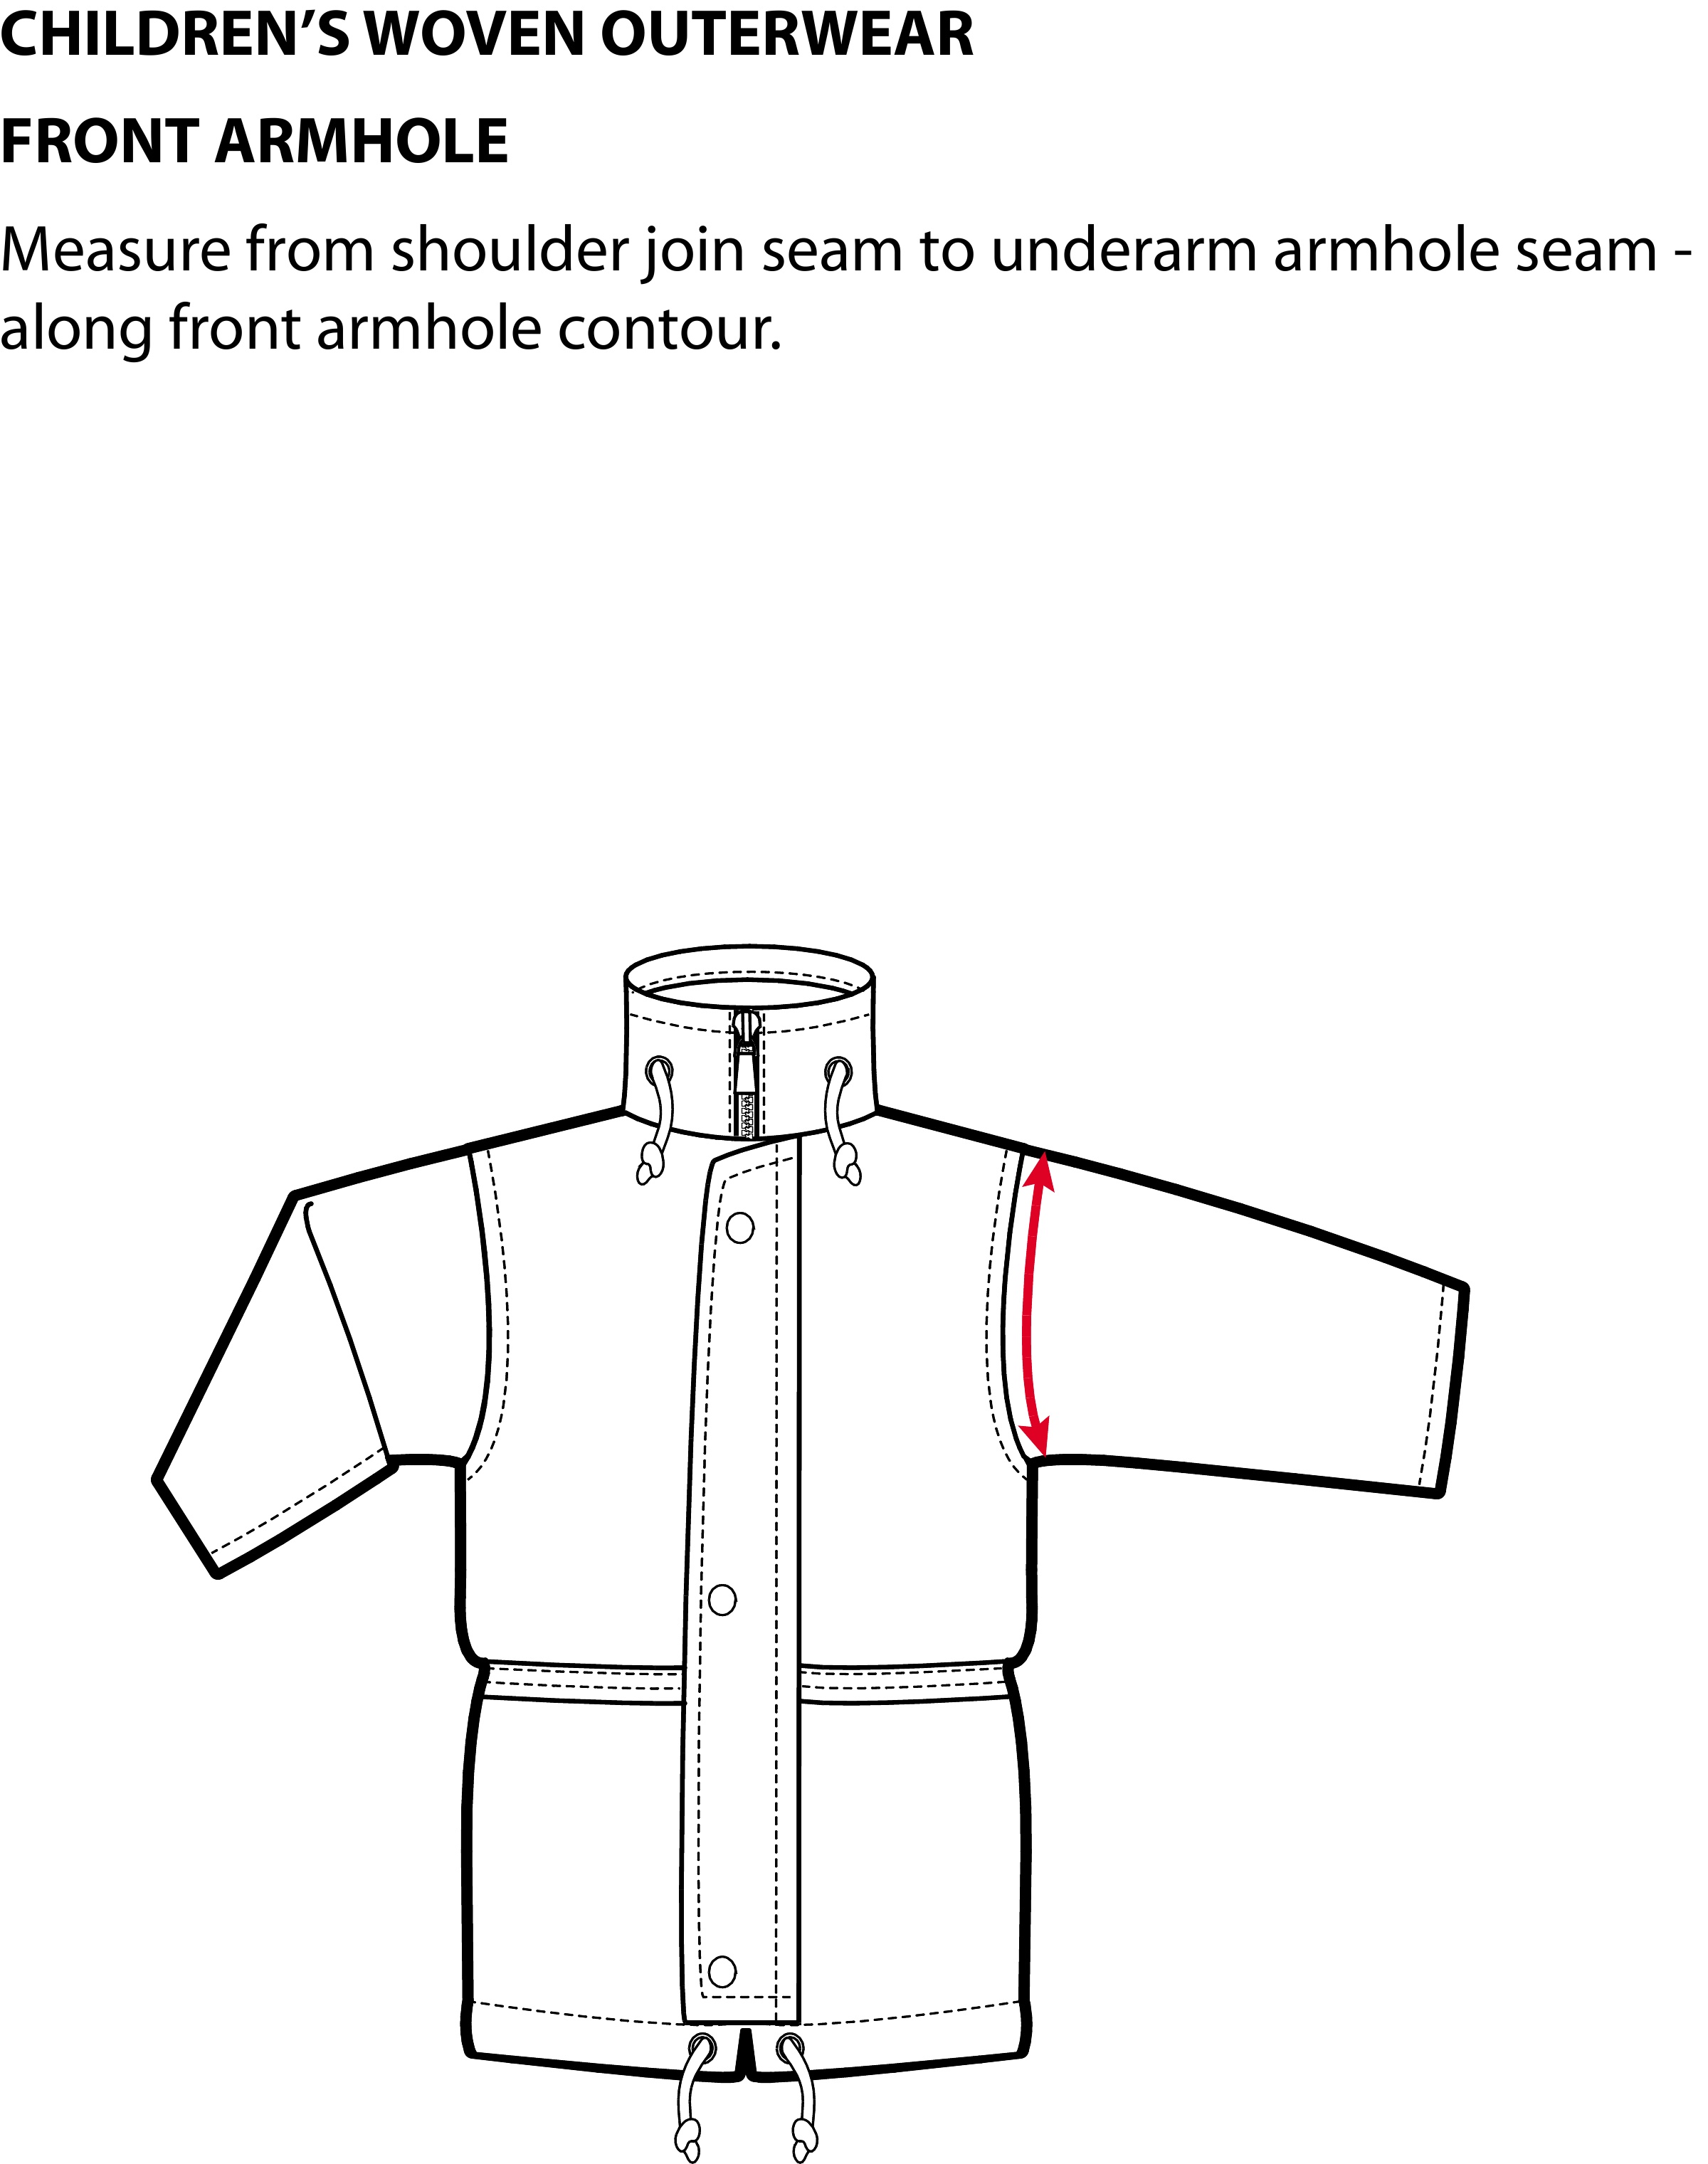 CHILDREN’S WOVEN OUTERWEAR
FRONT ARMHOLE
Measure from shoulder join seam to underarm armhole seam -
along front armhole contour.